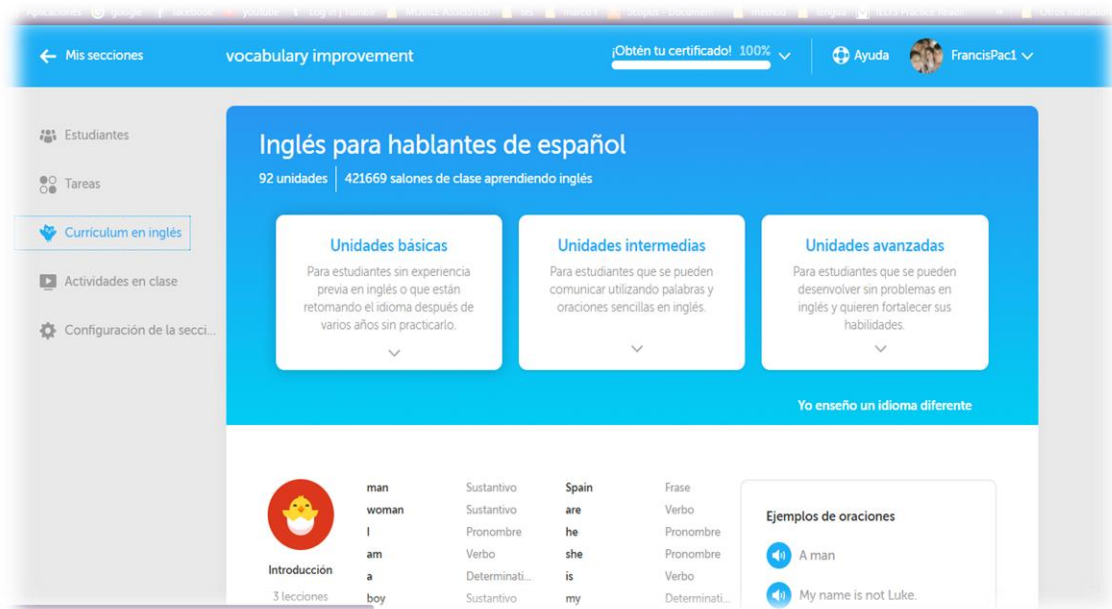 google
facebook
youtube
Mis secciones
vocabulary improvement
¡Obtén tu certificado! 100%
Ayuda
FrancisPac1
Estudiantes
Tareas
Currículum en inglés
Actividades en clase
Configuración de la secci...
Inglés para hablantes de español
92 unidades | 421669 salones de clase aprendiendo inglés
Unidades básicas
Para estudiantes sin experiencia
previa en inglés o que están
retomando el idioma después de
varios años sin practicarlo.
Unidades intermedias
Para estudiantes que se pueden
comunicar utilizando palabras y
oraciones sencillas en inglés.
Unidades avanzadas
Para estudiantes que se pueden
desenvolver sin problemas en
inglés y quieren fortalecer sus
habilidades.
Yo enseño un idioma diferente
Introducción
3 lecciones
man Sustantivo Spain Frase
woman Sustantivo are Verbo
I Pronombre he Pronombre
am Verbo she Pronombre
a Determinati... is Verbo
boy Sustantivo my Determinati...
Ejemplos de oraciones
A man
My name is not Luke.